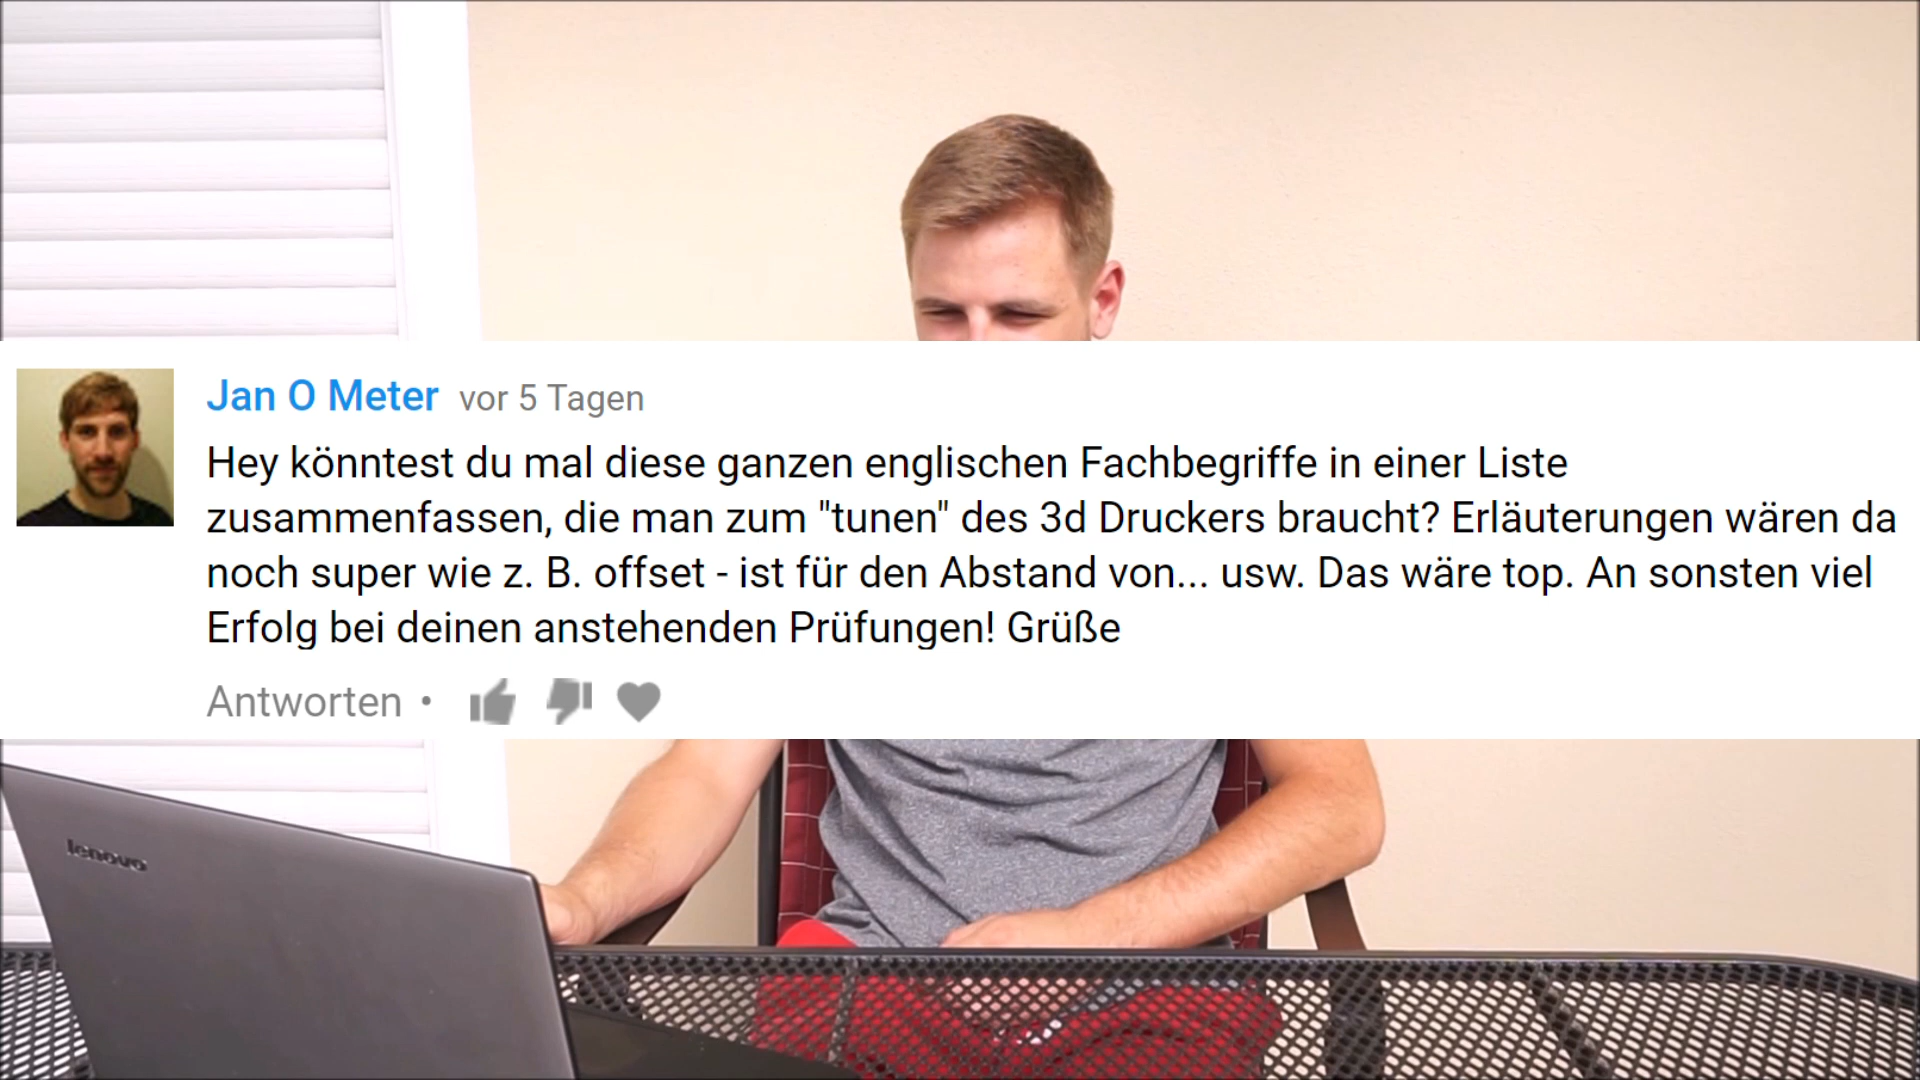 Jan O Meter vor 5 Tagen
Hey könntest du mal diese ganzen englischen Fachbegriffe in einer Liste
zusammenfassen, die man zum "tunen" des 3d Druckers braucht? Erläuterungen wären da
noch super wie z. B. offset - ist für den Abstand von... usw. Das wäre top. An sonsten viel
Erfolg bei deinen anstehenden Prüfungen! Grüße
Antworten •
lenovo